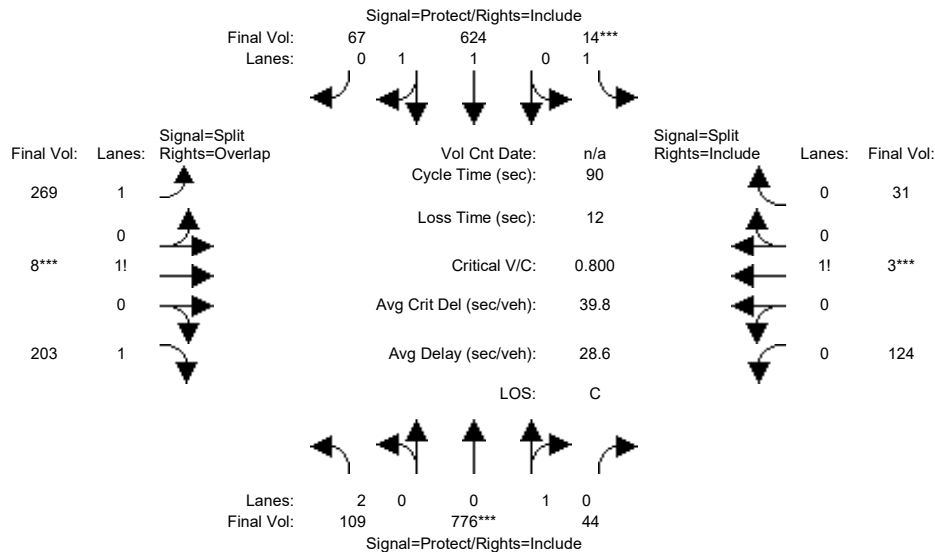 Signal=Protect/Rights=Include
Final Vol: 67 624 14***
Lanes: 0 1 1 0 1
Signal=Split Signal=Split
Final Vol: Lanes: Rights=Overlap Vol Cnt Date: n/a Rights=Include Lanes: Final Vol:
Cycle Time (sec): 90
269 1 0 31
Loss Time (sec): 12
0 0
8*** 1! Critical V/C: 0.800 1! 3***
0 Avg Crit Del (sec/veh): 39.8 0
203 1 Avg Delay (sec/veh): 28.6 0 124
LOS: C
Lanes: 2 0 0 1 0
Final Vol: 109 776*** 44
Signal=Protect/Rights=Include